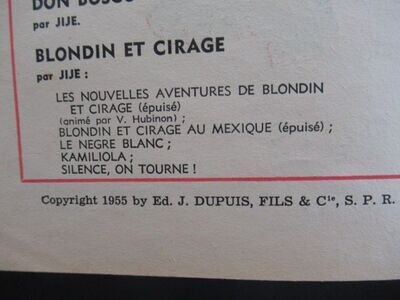 DON BOSCO
par JIJE.
BLONDIN ET CIRAGE
par JIJE :
LES NOUVELLES AVENTURES DE BLONDIN
ET CIRAGE (épuisé)
(animé par V. Hubinon) ;
BLONDIN ET CIRAGE AU MEXIQUE (épuisé) ;
LE NEGRE BLANC ;
KAMILIOLA ;
SILENCE, ON TOURNE !
Copyright 1955 by Ed. J. DUPUIS, FILS & Cie, S. P. R.